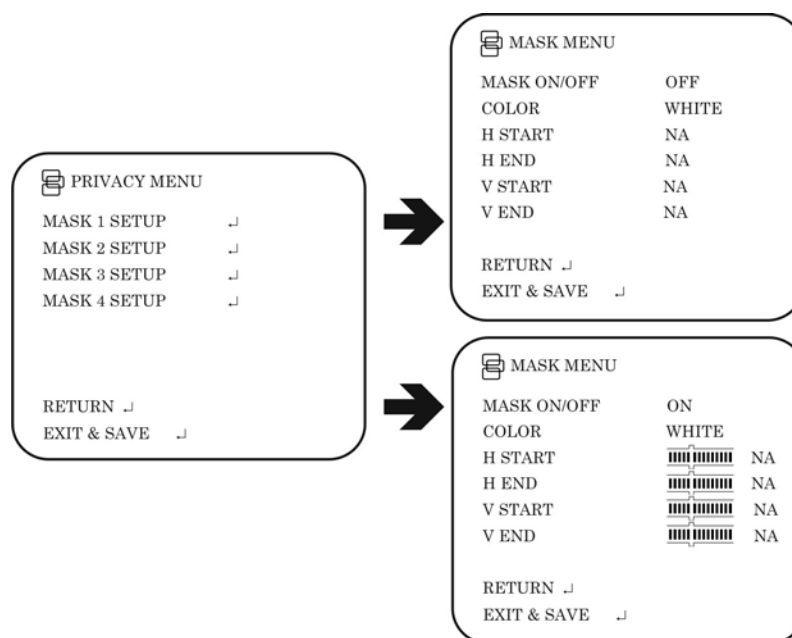 PRIVACY MENU
MASK 1 SETUP ↵
MASK 2 SETUP ↵
MASK 3 SETUP ↵
MASK 4 SETUP ↵
RETURN ↵
EXIT & SAVE ↵
MASK MENU
MASK ON/OFF OFF
COLOR WHITE
H START NA
H END NA
V START NA
V END NA
RETURN ↵
EXIT & SAVE ↵
MASK MENU
MASK ON/OFF ON
COLOR WHITE
H START NA
H END NA
V START NA
V END NA
RETURN ↵
EXIT & SAVE ↵